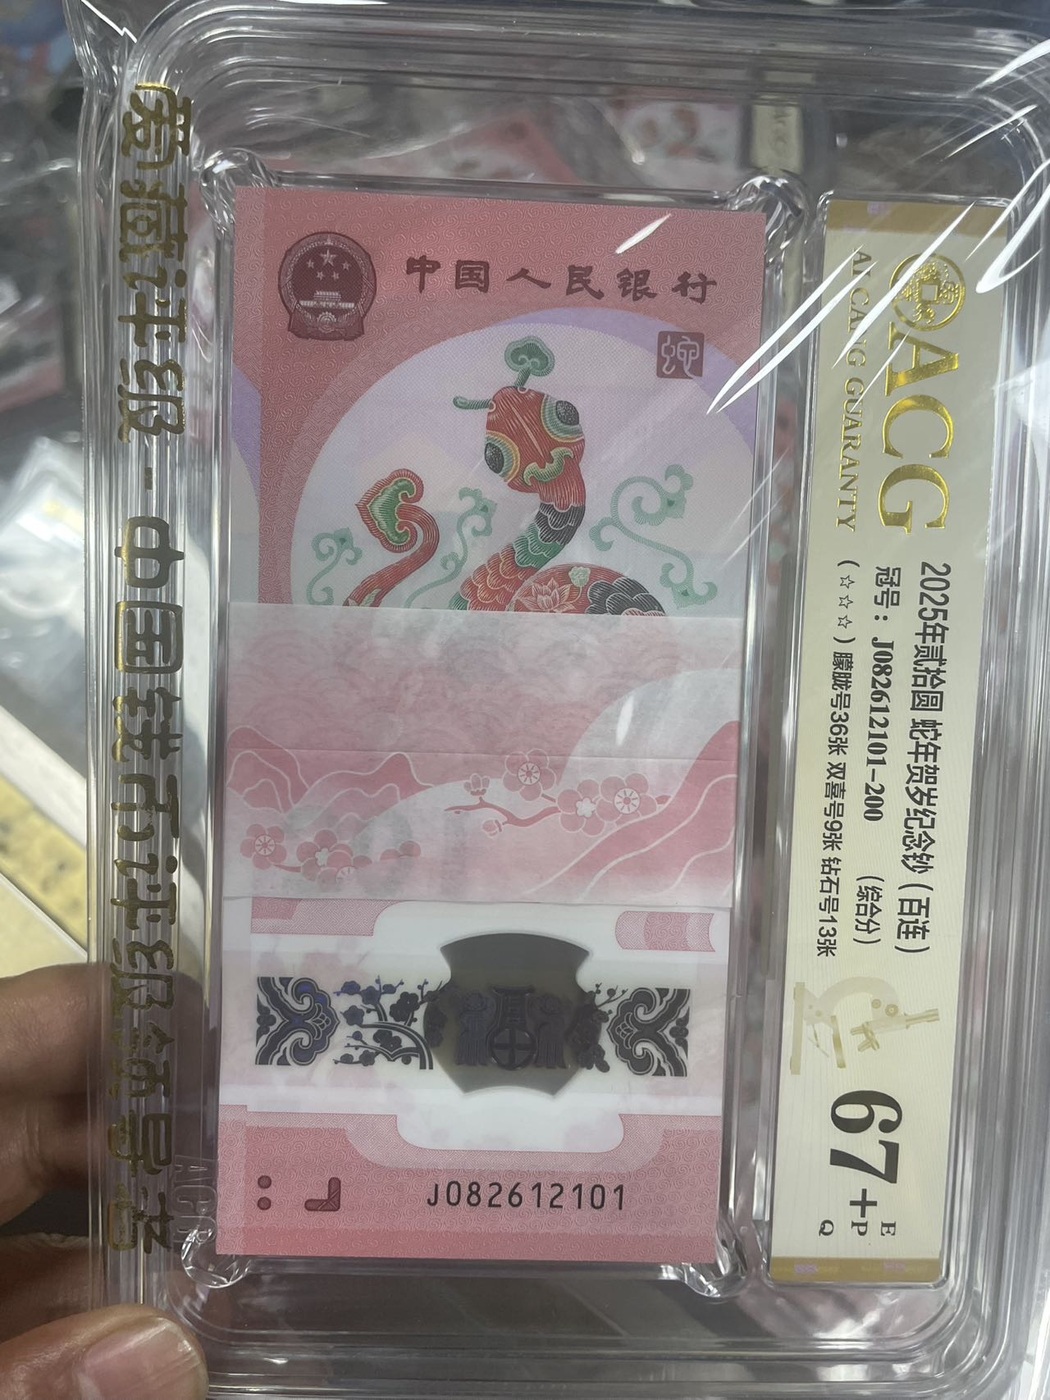 爱藏评级-中国钱币评级领导者
中国人民银行
J082612101
ACG
AI CANG GUARANTY
2025年贰拾圆 蛇年贺岁纪念钞（百连）
冠号：J082612101-200 （综合分）
（☆☆☆）朦胧号36张 双喜号9张 钻石号13张
67+
E
P
Q